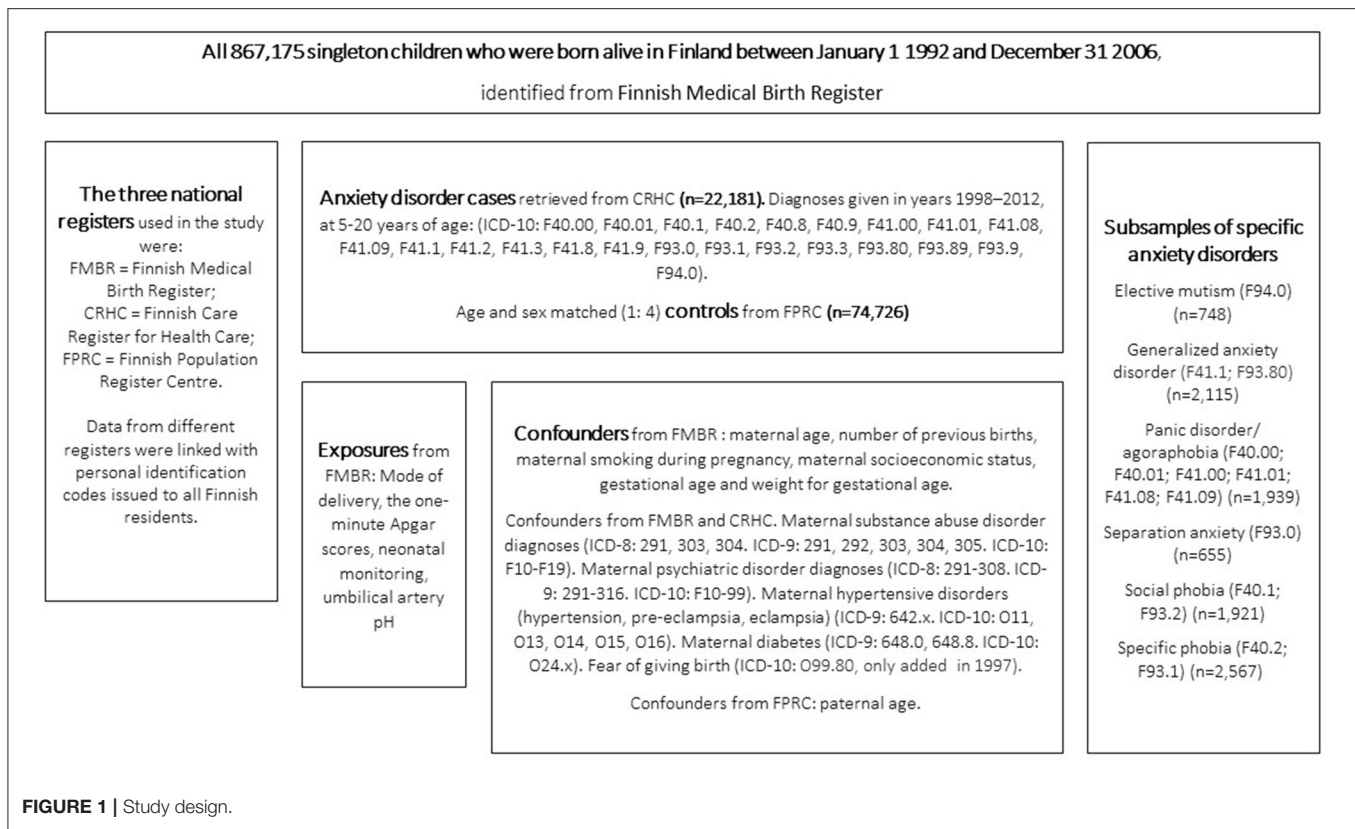 All 867,175 singleton children who were born alive in Finland between January 1 1992 and December 31 2006,
identified from Finnish Medical Birth Register
The three national
registers used in the study
were:
FMBR = Finnish Medical
Birth Register;
CRHC = Finnish Care
Register for Health Care;
FPRC = Finnish Population
Register Centre.
Data from different
registers were linked with
personal identification
codes issued to all Finnish
residents.
Anxiety disorder cases retrieved from CRHC (n=22,181). Diagnoses given in years 1998–2012,
at 5-20 years of age: (ICD-10: F40.00, F40.01, F40.1, F40.2, F40.8, F40.9, F41.00, F41.01, F41.08,
F41.09, F41.1, F41.2, F41.3, F41.8, F41.9, F93.0, F93.1, F93.2, F93.3, F93.80, F93.89, F93.9,
F94.0).
Age and sex matched (1: 4) controls from FPRC (n=74,726)
Exposures from
FMBR: Mode of
delivery, the one-
minute Apgar
scores, neonatal
monitoring,
umbilical artery
pH
Confounders from FMBR : maternal age, number of previous births,
maternal smoking during pregnancy, maternal socioeconomic status,
gestational age and weight for gestational age.
Confounders from FMBR and CRHC. Maternal substance abuse disorder
diagnoses (ICD-8: 291, 303, 304. ICD-9: 291, 292, 303, 304, 305. ICD-10:
F10-F19). Maternal psychiatric disorder diagnoses (ICD-8: 291-308. ICD-
9: 291-316. ICD-10: F10-99). Maternal hypertensive disorders
(hypertension, pre-eclampsia, eclampsia) (ICD-9: 642.x. ICD-10: O11,
O13, O14, O15, O16). Maternal diabetes (ICD-9: 648.0, 648.8. ICD-10:
O24.x). Fear of giving birth (ICD-10: O99.80, only added in 1997).
Confounders from FPRC: paternal age.
Subsamples of specific
anxiety disorders
Elective mutism (F94.0)
(n=748)
Generalized anxiety
disorder (F41.1; F93.80)
(n=2,115)
Panic disorder/
agoraphobia (F40.00;
F40.01; F41.00; F41.01;
F41.08; F41.09) (n=1,939)
Separation anxiety (F93.0)
(n=655)
Social phobia (F40.1;
F93.2) (n=1,921)
Specific phobia (F40.2;
F93.1) (n=2,567)
FIGURE 1 | Study design.